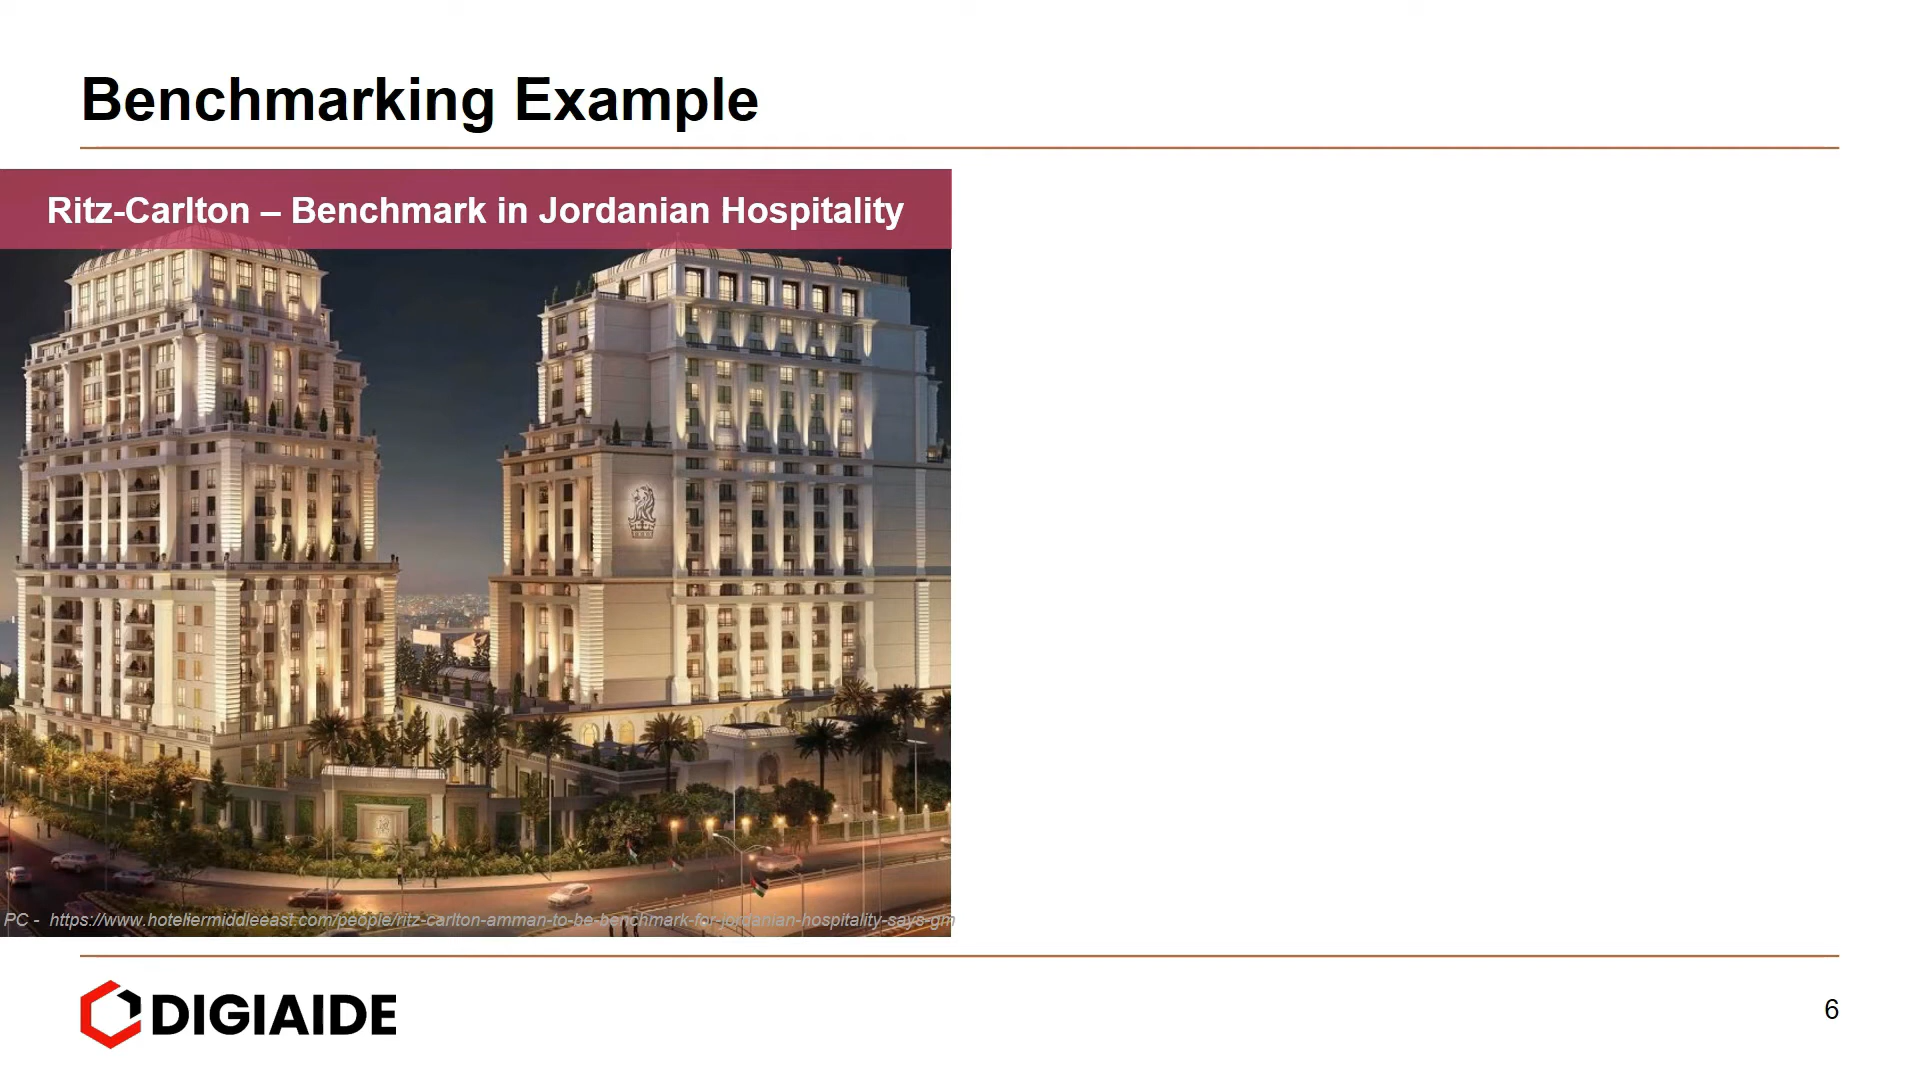 Benchmarking Example
Ritz-Carlton – Benchmark in Jordanian Hospitality
PC - https://www.hoteliermiddleeast.com/people/ritz-carlton-amman-to-be-benchmark-for-jordanian-hospitality-says-gm
DIGIAIDE
6